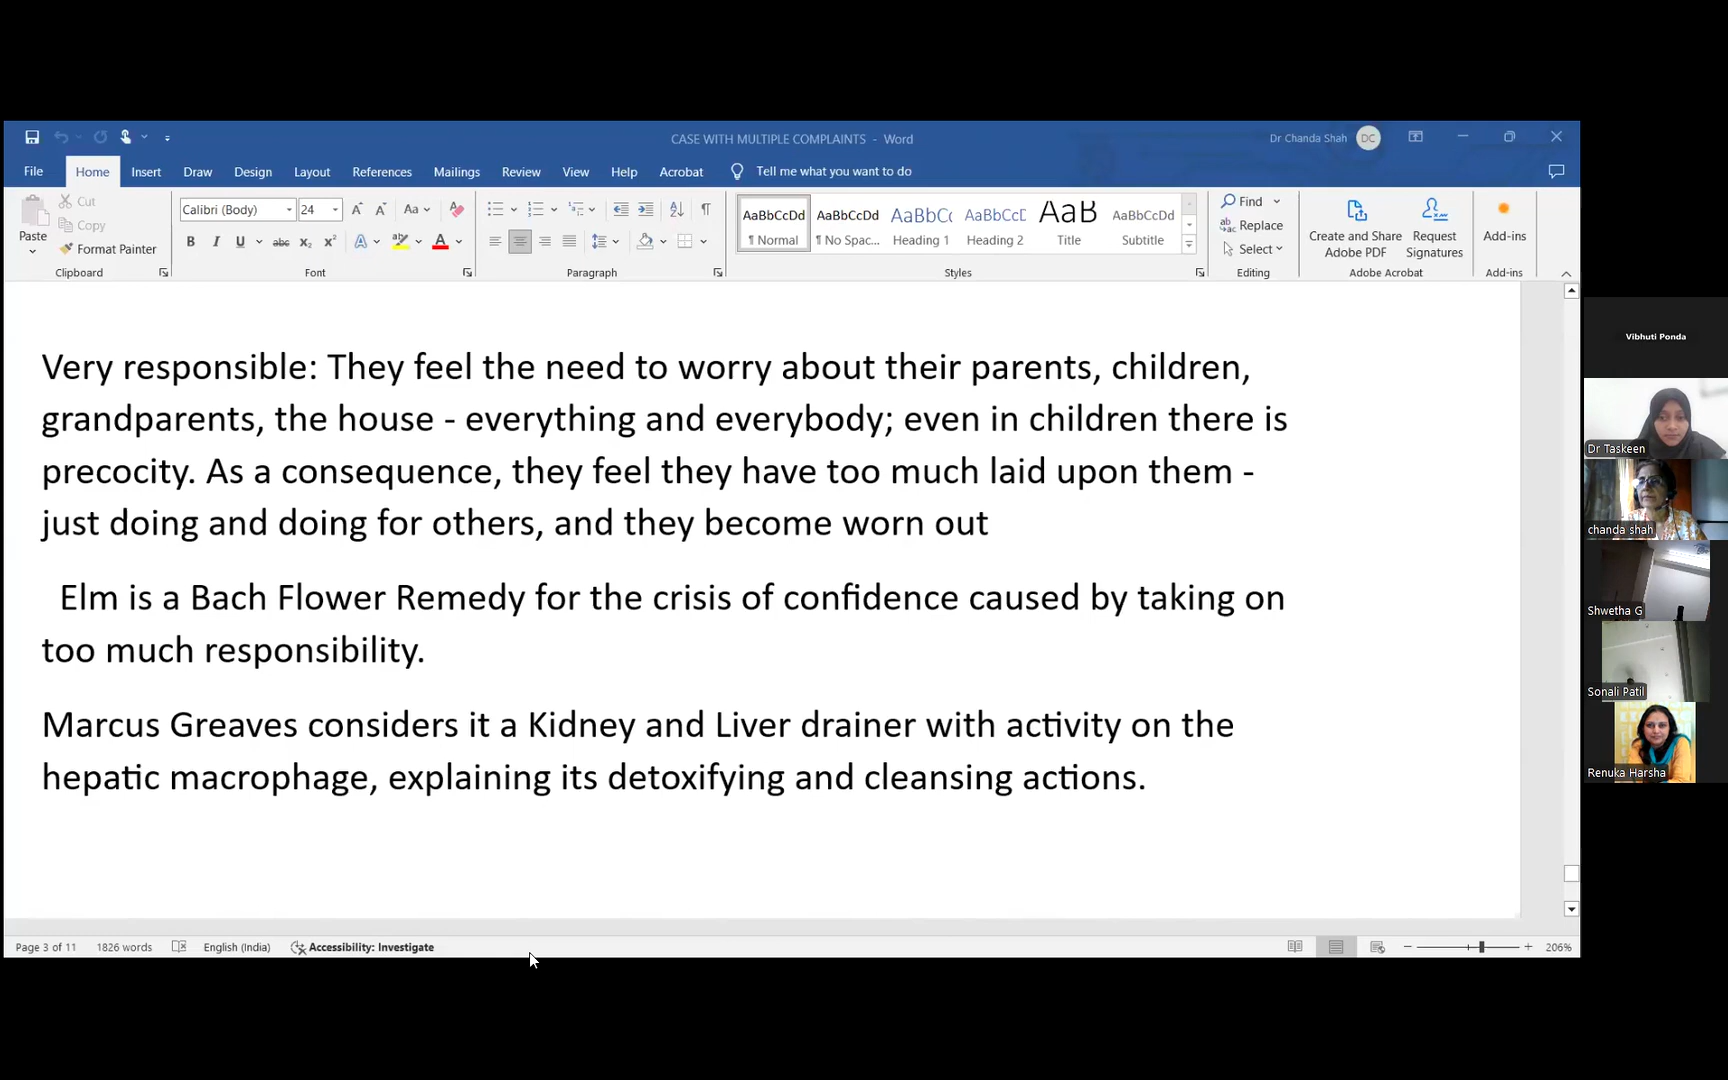 CASE WITH MULTIPLE COMPLAINTS - Word
Dr Chanda Shah DC
File Home Insert Draw Design Layout References Mailings Review View Help Acrobat Tell me what you want to do
Paste
Cut
Copy
Format Painter
Clipboard
Calibri (Body) 24
Font
Paragraph
AaBbCcDd
¶ Normal
AaBbCcDd
¶ No Spac...
AaBbC
Heading 1
AaBbCcD
Heading 2
AaB
Title
AaBbCcDd
Subtitle
Styles
Find
Replace
Select
Editing
Create and Share
Adobe PDF
Request
Signatures
Adobe Acrobat
Add-ins
Add-ins
Very responsible: They feel the need to worry about their parents, children,
grandparents, the house - everything and everybody; even in children there is
precocity. As a consequence, they feel they have too much laid upon them -
just doing and doing for others, and they become worn out
Elm is a Bach Flower Remedy for the crisis of confidence caused by taking on
too much responsibility.
Marcus Greaves considers it a Kidney and Liver drainer with activity on the
hepatic macrophage, explaining its detoxifying and cleansing actions.
Page 3 of 11 1826 words English (India) Accessibility: Investigate 206%
Vibhuti Ponda
Dr Taskeen
chanda shah
Shwetha G
Sonali Patil
Renuka Harsha